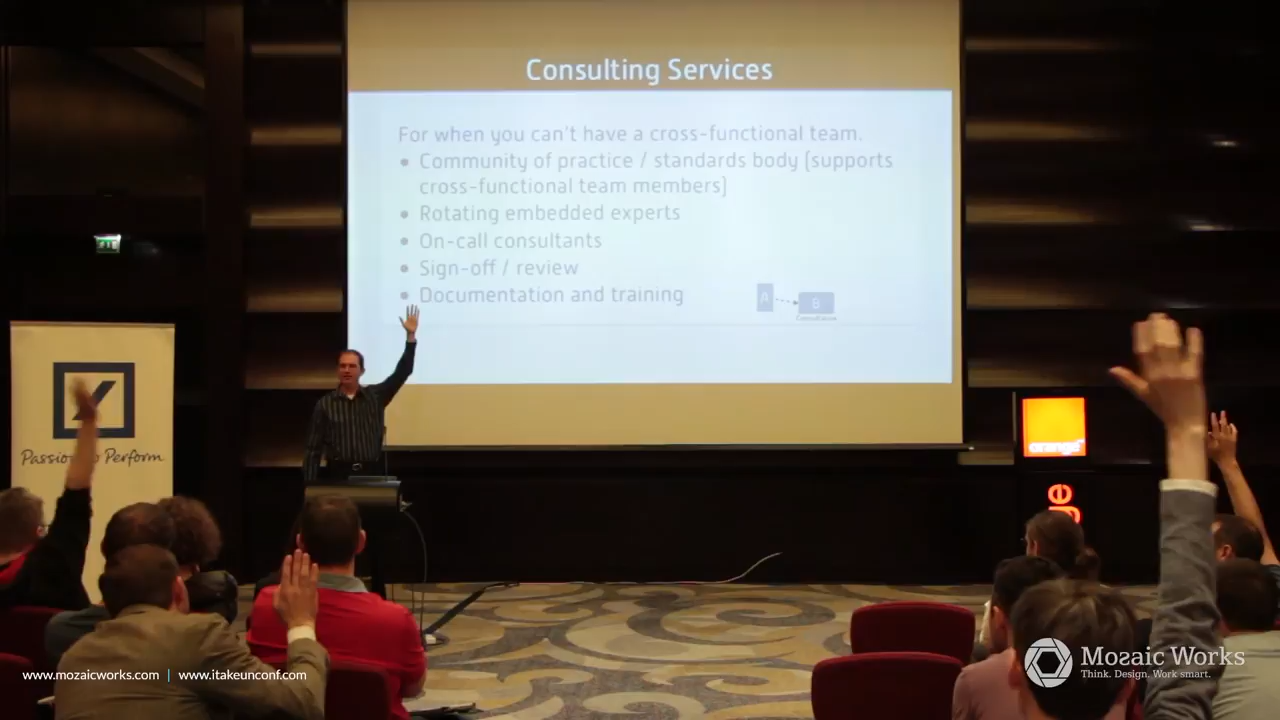 Consulting Services
For when you can't have a cross-functional team.
• Community of practice / standards body (supports
cross-functional team members)
• Rotating embedded experts
• On-call consultants
• Sign-off / review
• Documentation and training
A
B
Passion to Perform
orange
www.mozaicworks.com | www.itakeunconf.com
Mozaic Works
Think. Design. Work smart.